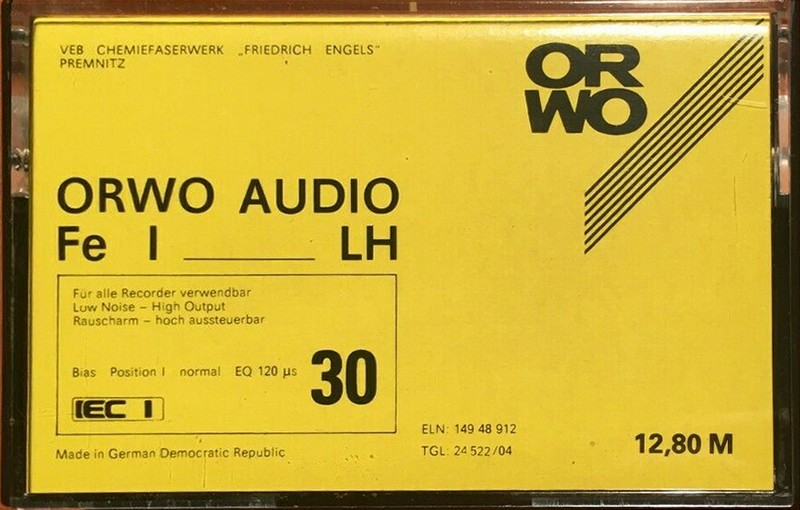 VEB CHEMIEFASERWERK „FRIEDRICH ENGELS"
PREMNITZ
OR
WO
ORWO AUDIO
Fe I ______ LH
Für alle Recorder verwendbar
Low Noise – High Output
Rauscharm – hoch aussteuerbar
Bias Position I normal EQ 120 µs 30
IEC I
Made in German Democratic Republic
ELN: 149 48 912
TGL: 24 522/04
12,80 M